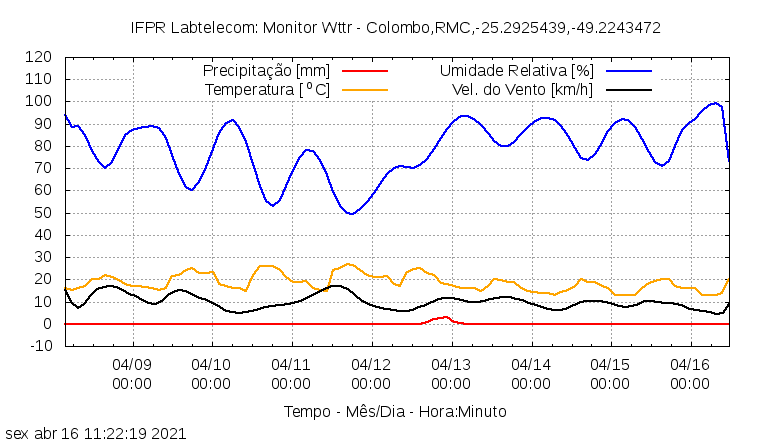 IFPR Labtelecom: Monitor Wttr - Colombo,RMC,-25.2925439,-49.2243472
120
110
100
90
80
70
60
50
40
30
20
10
0
-10
Precipitação [mm]
Temperatura [⁰C]
Umidade Relativa [%]
Vel. do Vento [km/h]
04/09 04/10 04/11 04/12 04/13 04/14 04/15 04/16
00:00 00:00 00:00 00:00 00:00 00:00 00:00 00:00
Tempo - Mês/Dia - Hora:Minuto
sex abr 16 11:22:19 2021